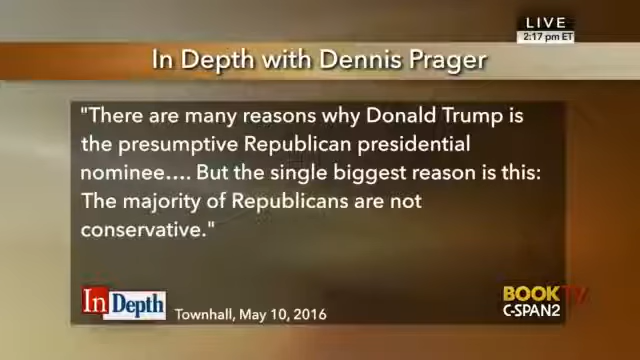 LIVE
2:17 pm ET
In Depth with Dennis Prager
"There are many reasons why Donald Trump is
the presumptive Republican presidential
nominee.... But the single biggest reason is this:
The majority of Republicans are not
conservative."
In Depth
Townhall, May 10, 2016
BOOKTV
C-SPAN2